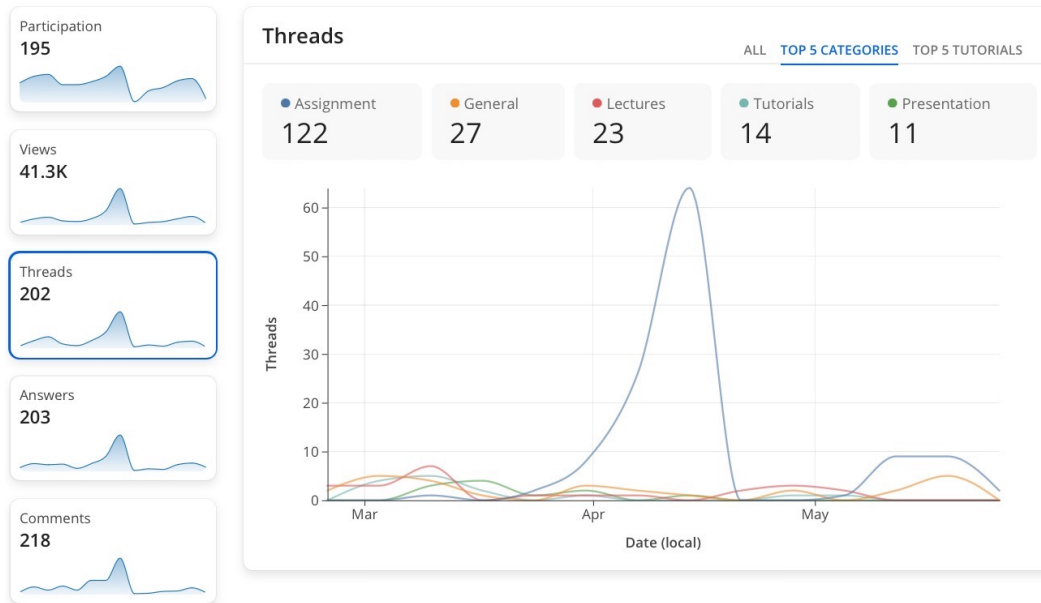 Participation
195
Views
41.3K
Threads
202
Answers
203
Comments
218
Threads
ALL TOP 5 CATEGORIES TOP 5 TUTORIALS
Assignment
122
General
27
Lectures
23
Tutorials
14
Presentation
11
Threads
60
50
40
30
20
10
0
Mar Apr May
Date (local)